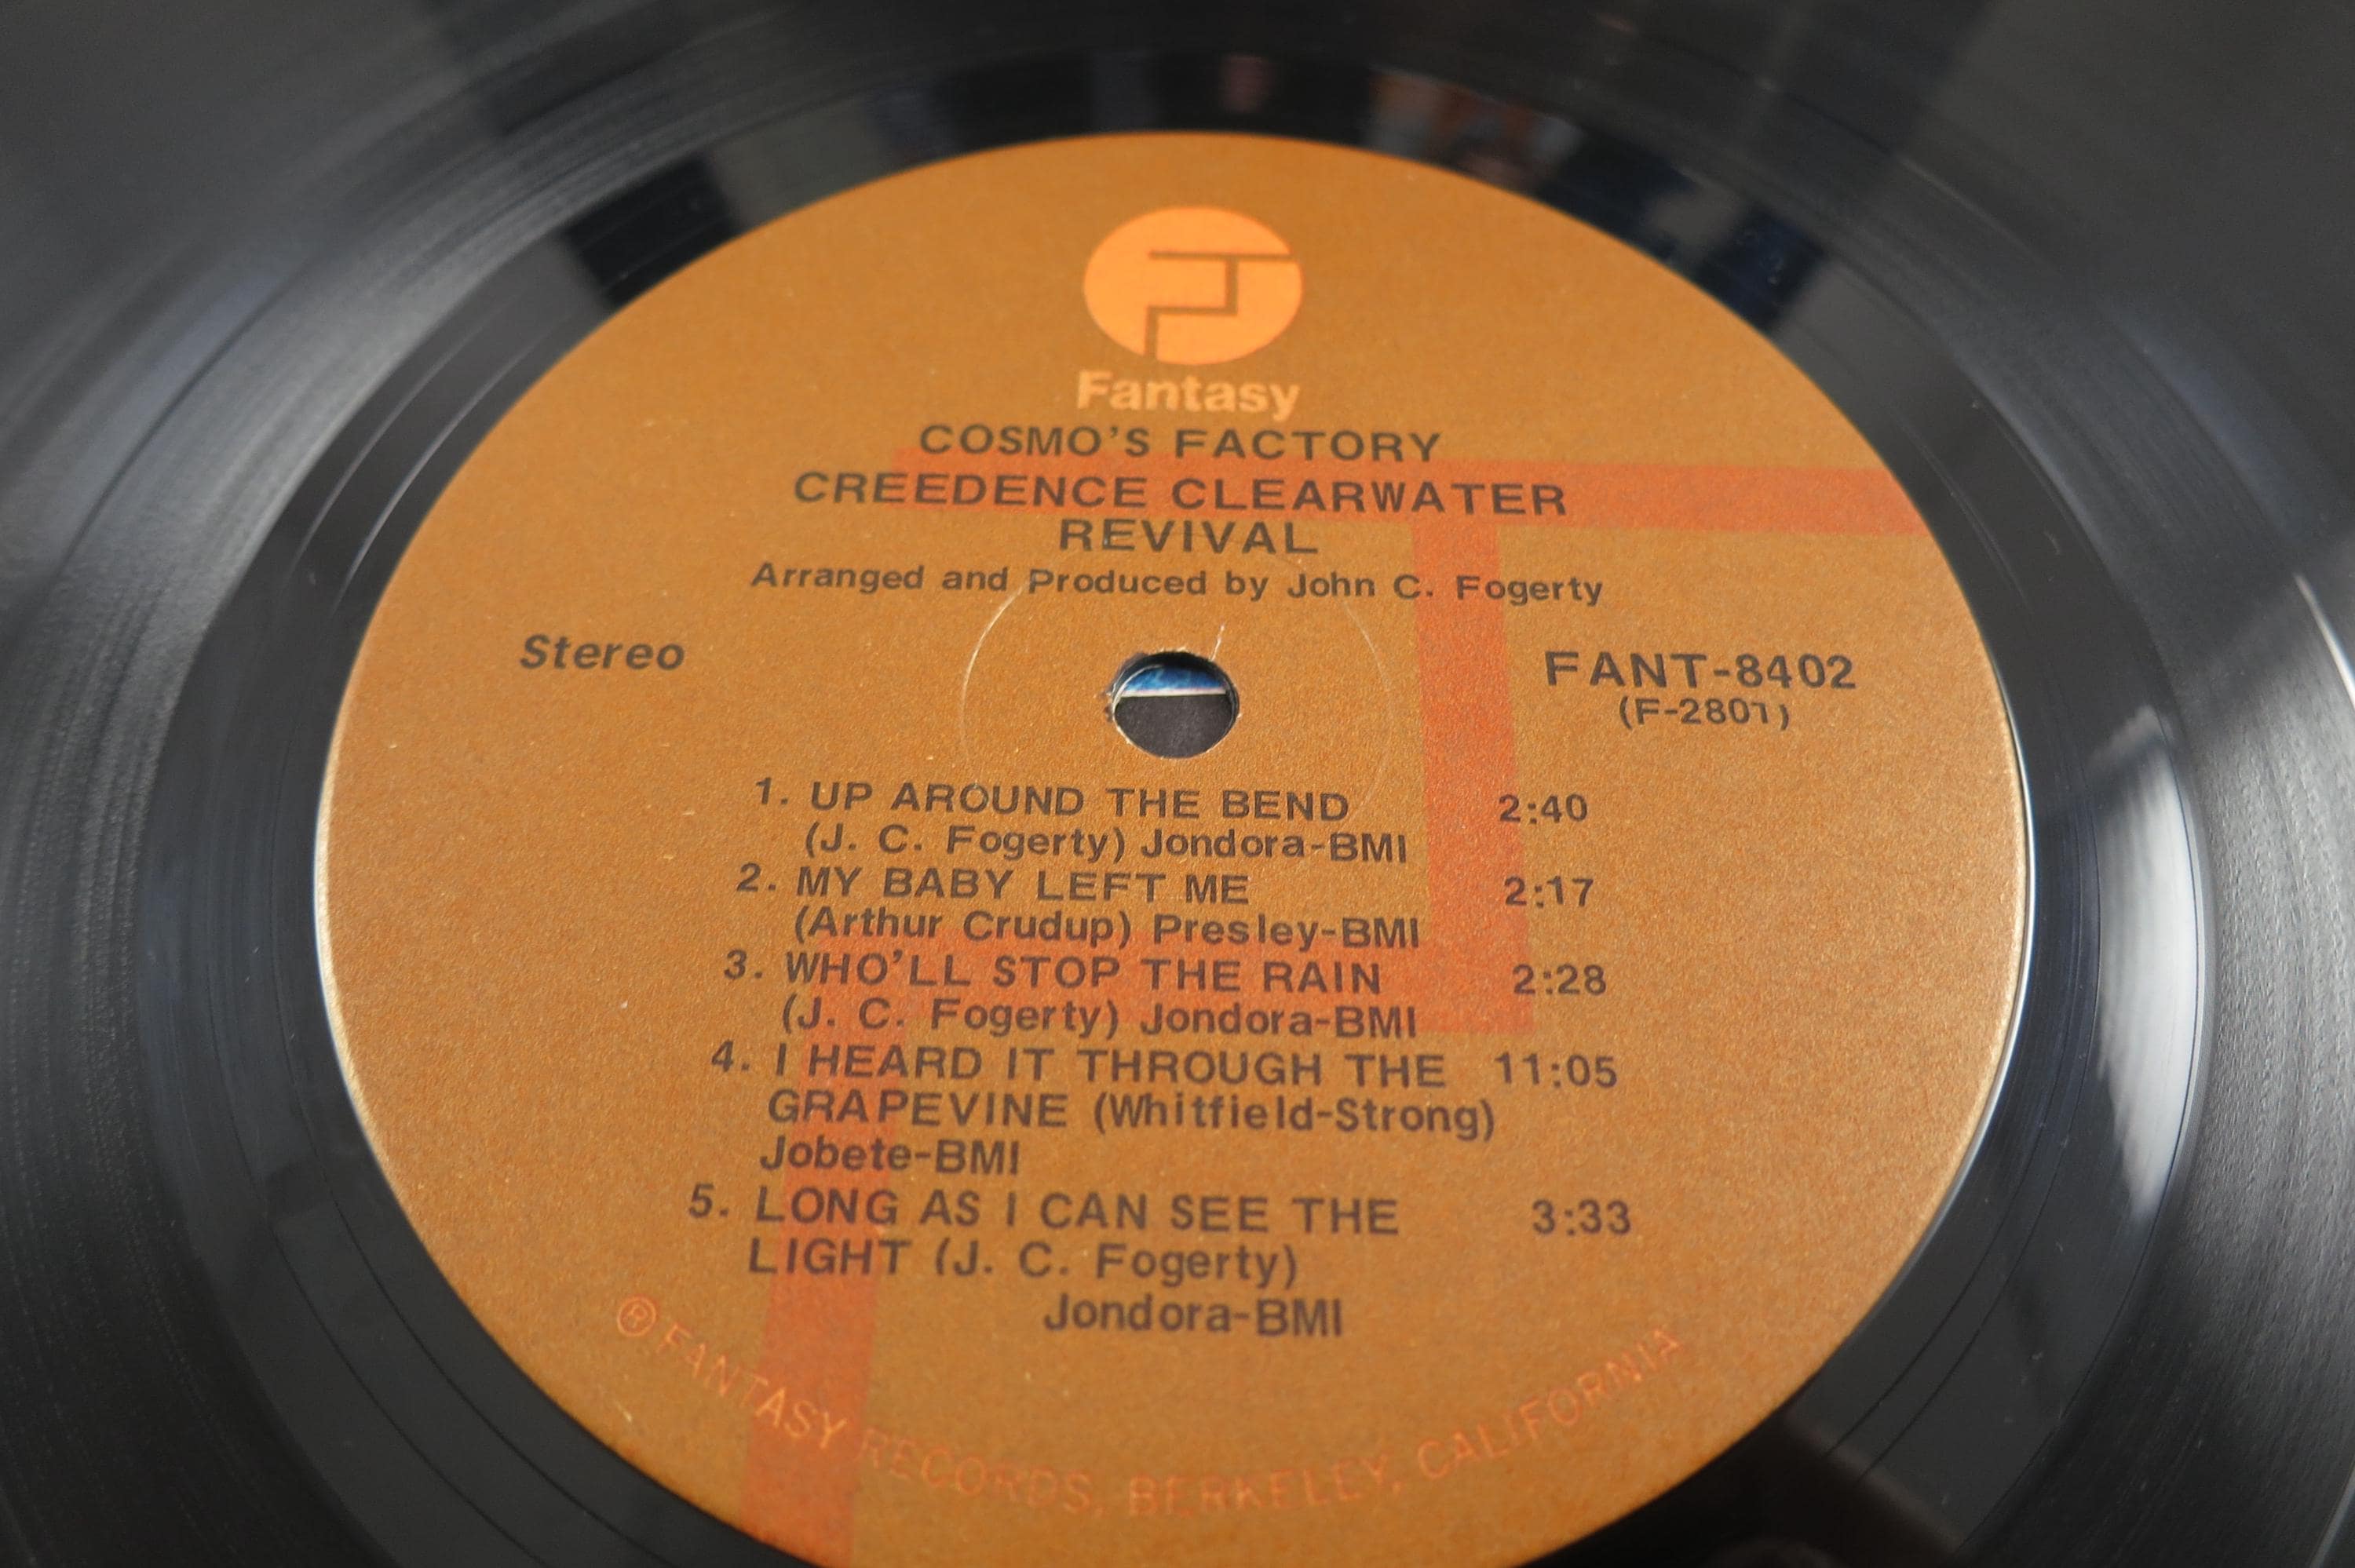 Fantasy
COSMO'S FACTORY
CREEDENCE CLEARWATER
REVIVAL
Arranged and Produced by John C. Fogerty
Stereo
FANT-8402
(F-2801)
1. UP AROUND THE BEND 2:40
(J. C. Fogerty) Jondora-BMI
2. MY BABY LEFT ME 2:17
(Arthur Crudup) Presley-BMI
3. WHO'LL STOP THE RAIN 2:28
(J. C. Fogerty) Jondora-BMI
4. I HEARD IT THROUGH THE 11:05
GRAPEVINE (Whitfield-Strong)
Jobete-BMI
5. LONG AS I CAN SEE THE 3:33
LIGHT (J. C. Fogerty)
Jondora-BMI
® FANTASY RECORDS, BERKELEY, CALIFORNIA